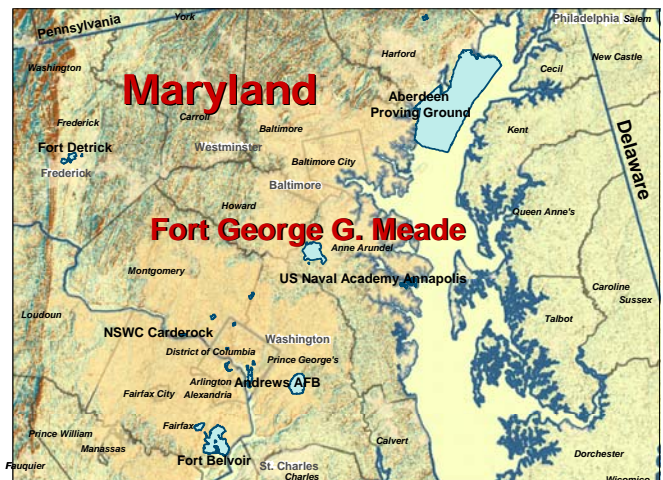 York
Pennsylvania
Philadelphia
Salem
Washington
Harford
New Castle
Cecil
Maryland
Aberdeen
Proving Ground
Frederick
Carroll
Baltimore
Kent
Delaware
Fort Detrick
Westminster
Baltimore City
Frederick
Baltimore
Howard
Queen Anne's
Fort George G. Meade
Anne Arundel
Montgomery
US Naval Academy Annapolis
Caroline
Sussex
Loudoun
Talbot
NSWC Carderock
Washington
District of Columbia
Prince George's
Arlington
Andrews AFB
Fairfax City
Alexandria
Fairfax
Prince William
Calvert
Manassas
Dorchester
Fort Belvoir
Fauquier
St. Charles
Charles
Wicomico